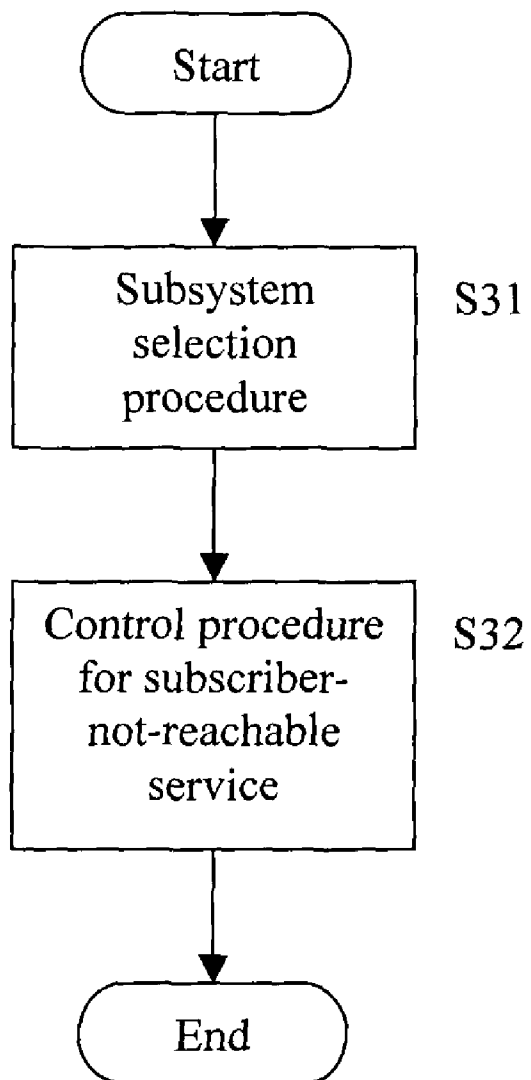 Start
Subsystem
selection
procedure
S31
Control procedure
for subscriber-
not-reachable
service
S32
End